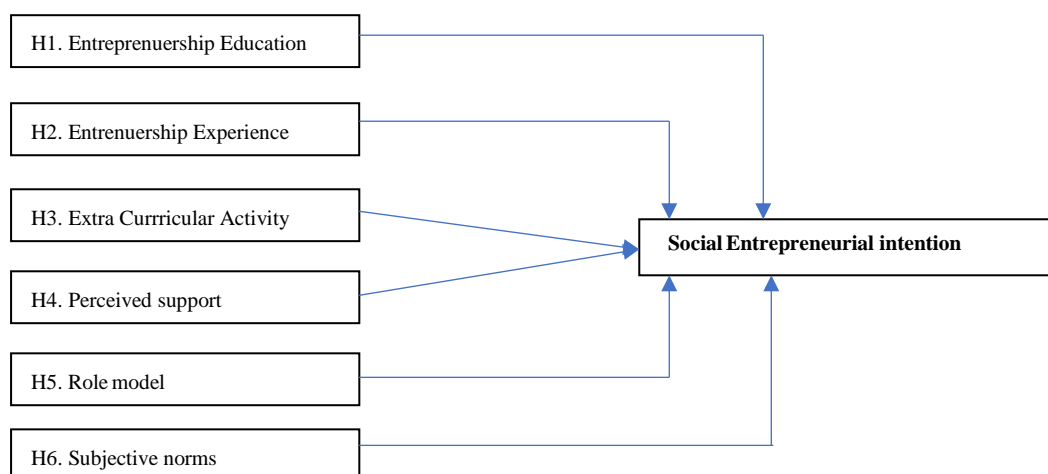 H1. Entreprenuership Education
H2. Entrenuership Experience
H3. Extra Currricular Activity
H4. Perceived support
H5. Role model
H6. Subjective norms
Social Entrepreneurial intention